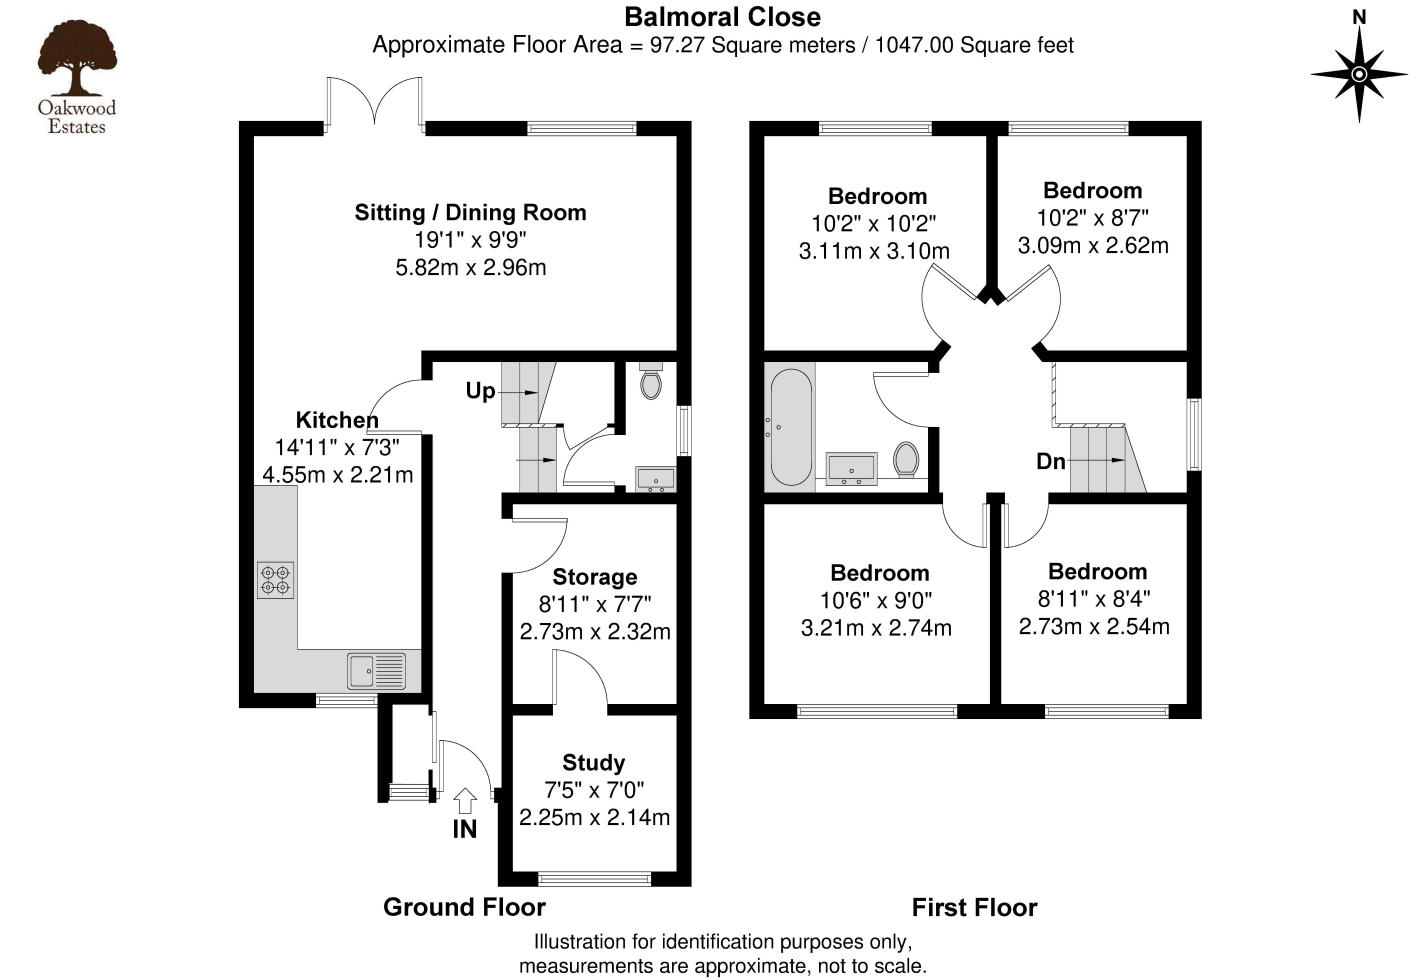 Balmoral Close
Approximate Floor Area = 97.27 Square meters / 1047.00 Square feet
N
Oakwood
Estates
Sitting / Dining Room
19'1" x 9'9"
5.82m x 2.96m
Up
Kitchen
14'11" x 7'3"
4.55m x 2.21m
Storage
8'11" x 7'7"
2.73m x 2.32m
Study
7'5" x 7'0"
2.25m x 2.14m
IN
Ground Floor
Bedroom
10'2" x 10'2"
3.11m x 3.10m
Bedroom
10'2" x 8'7"
3.09m x 2.62m
Dn
Bedroom
10'6" x 9'0"
3.21m x 2.74m
Bedroom
8'11" x 8'4"
2.73m x 2.54m
First Floor
Illustration for identification purposes only,
measurements are approximate, not to scale.